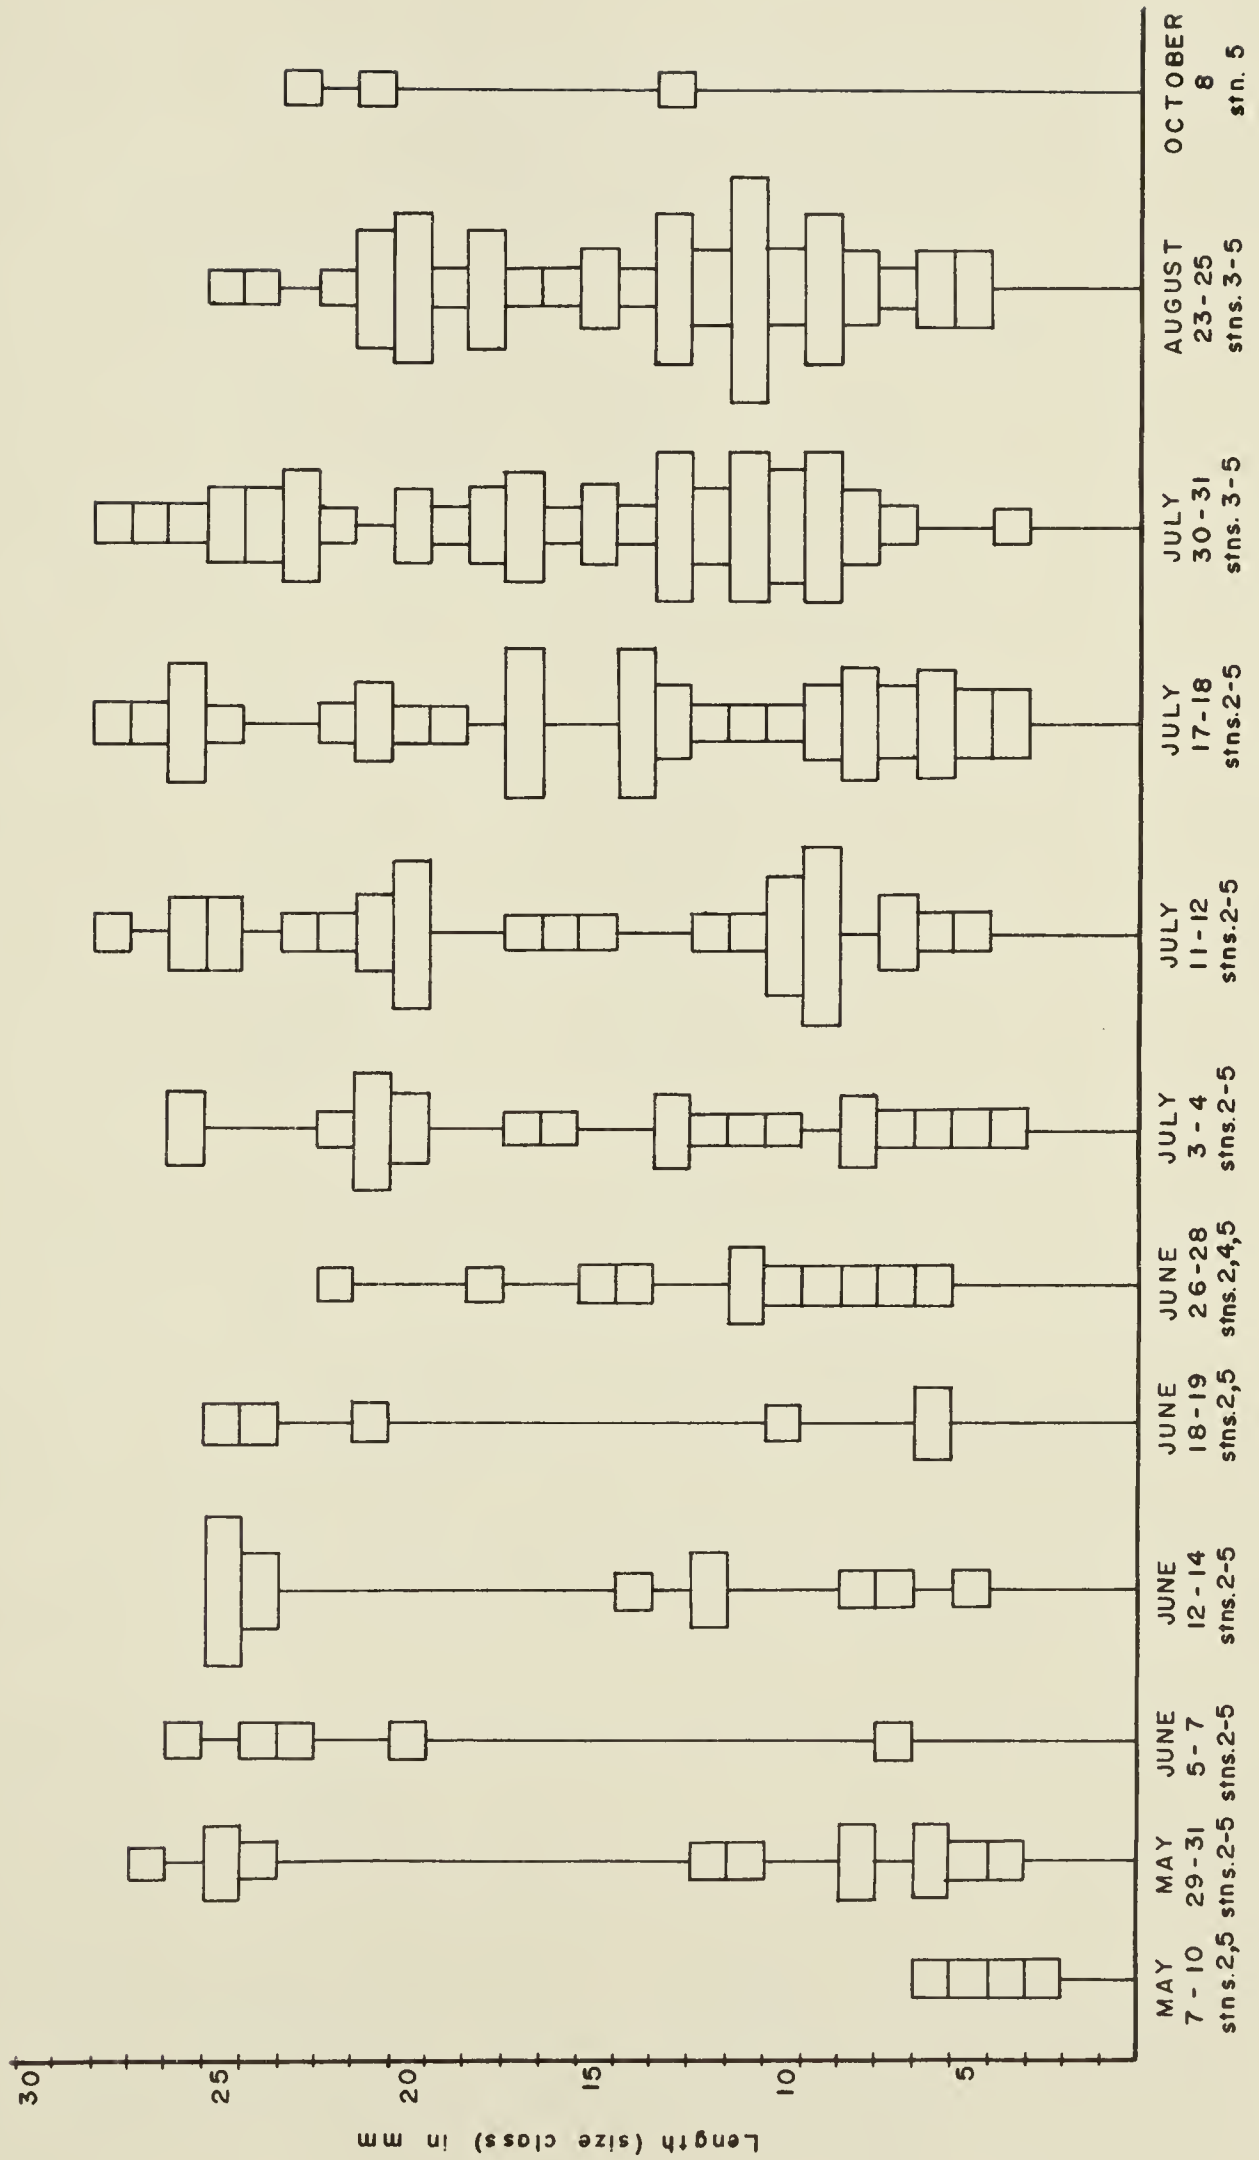 Length (size class) in mm
30
25
20
15
10
5
MAY
7-10
stns.2,5
MAY
29-31
stns.2-5
JUNE
5-7
stns.2-5
JUNE
12-14
stns.2-5
JUNE
18-19
stns.2,5
JUNE
26-28
stns.2,4,5
JULY
3-4
stns.2-5
JULY
11-12
stns.2-5
JULY
17-18
stns.2-5
JULY
30-31
stns. 3-5
AUGUST
23-25
stns. 3-5
OCTOBER
8
stn. 5